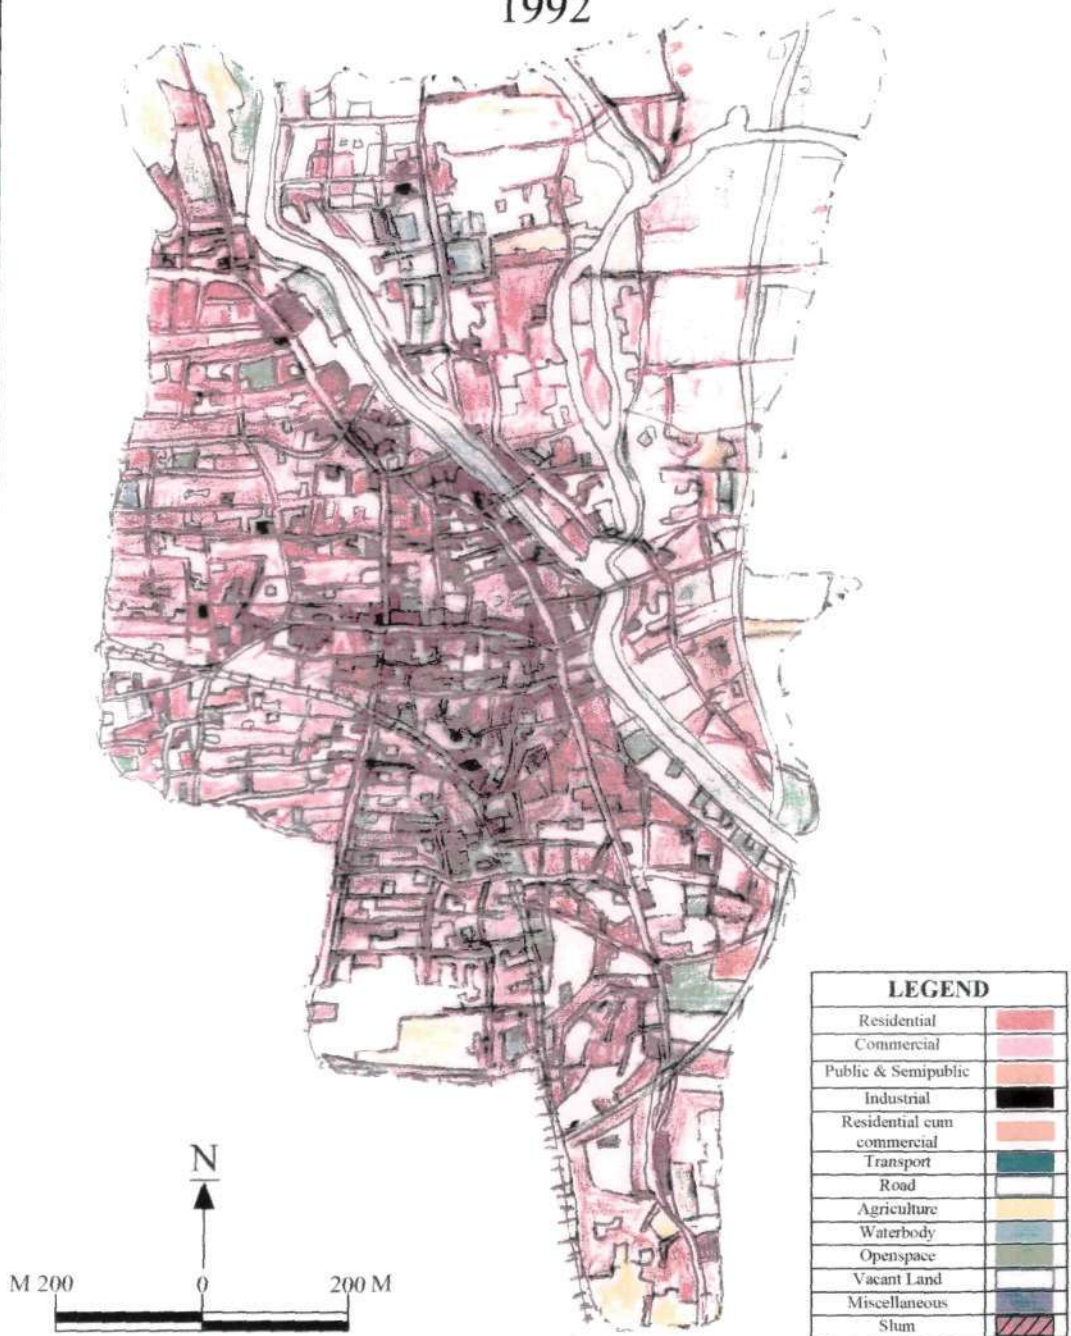 1992
LEGEND
Residential
Commercial
Public & Semipublic
Industrial
Residential cum
commercial
Transport
Road
Agriculture
Waterbody
Openspace
Vacant Land
Miscellaneous
Slum
N
M 200 0 200 M